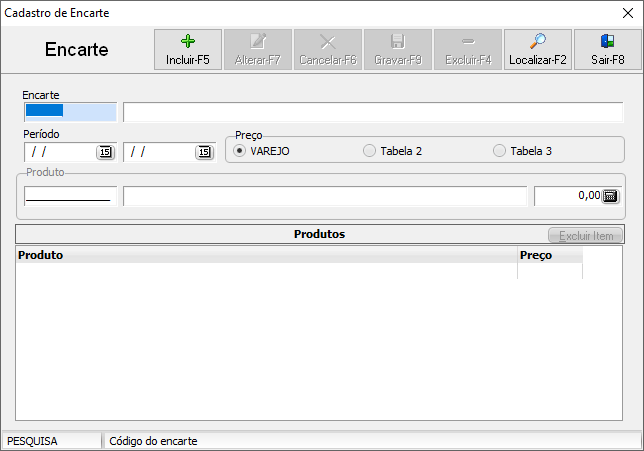 Cadastro de Encarte
Encarte
Incluir-F5
Alterar-F7
Cancelar-F6
Gravar-F9
Excluir-F4
Localizar-F2
Sair-F8
Encarte
Período
/ /
15
/ /
15
Preço
VAREJO
Tabela 2
Tabela 3
Produto
0,00
Produtos
Excluir Item
Produto
Preço
PESQUISA
Código do encarte